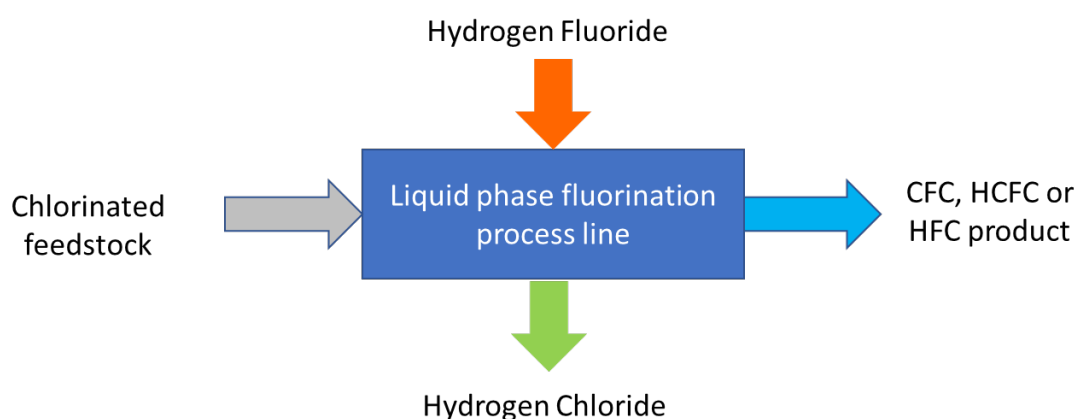 Hydrogen Fluoride
Chlorinated
feedstock
Liquid phase fluorination
process line
CFC, HCFC or
HFC product
Hydrogen Chloride